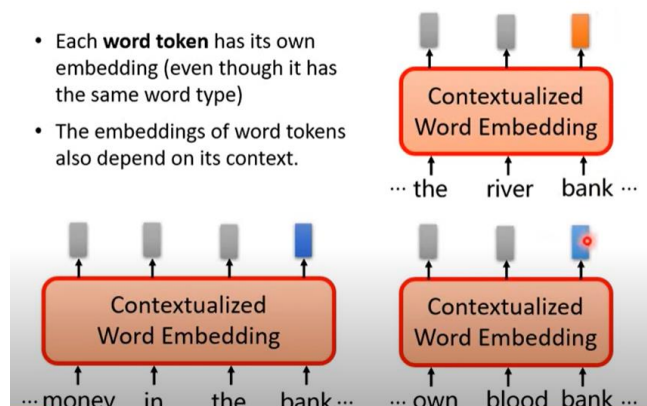 • Each word token has its own
embedding (even though it has
the same word type)
• The embeddings of word tokens
also depend on its context.
Contextualized
Word Embedding
··· the river bank ···
Contextualized
Word Embedding
··· money in the bank ···
Contextualized
Word Embedding
··· own blood bank ···